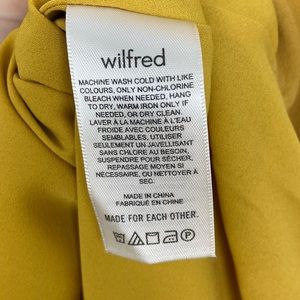 wilfred
MACHINE WASH COLD WITH LIKE
COLOURS, ONLY NON-CHLORINE
BLEACH WHEN NEEDED, HANG
TO DRY, WARM IRON ONLY IF
NEEDED, OR DRY CLEAN.
LAVER À LA MACHINE À L'EAU
FROIDE AVEC COULEURS
SEMBLABLES, UTILISER
SEULEMENT UN JAVELLISANT
SANS CHLORE AU BESOIN,
SUSPENDRE POUR SÉCHER,
REPASSAGE MOYEN SI
NÉCESSAIRE, OU NETTOYER À
SEC.
MADE IN CHINA
FABRIQUÉ EN CHINE
MADE FOR EACH OTHER.